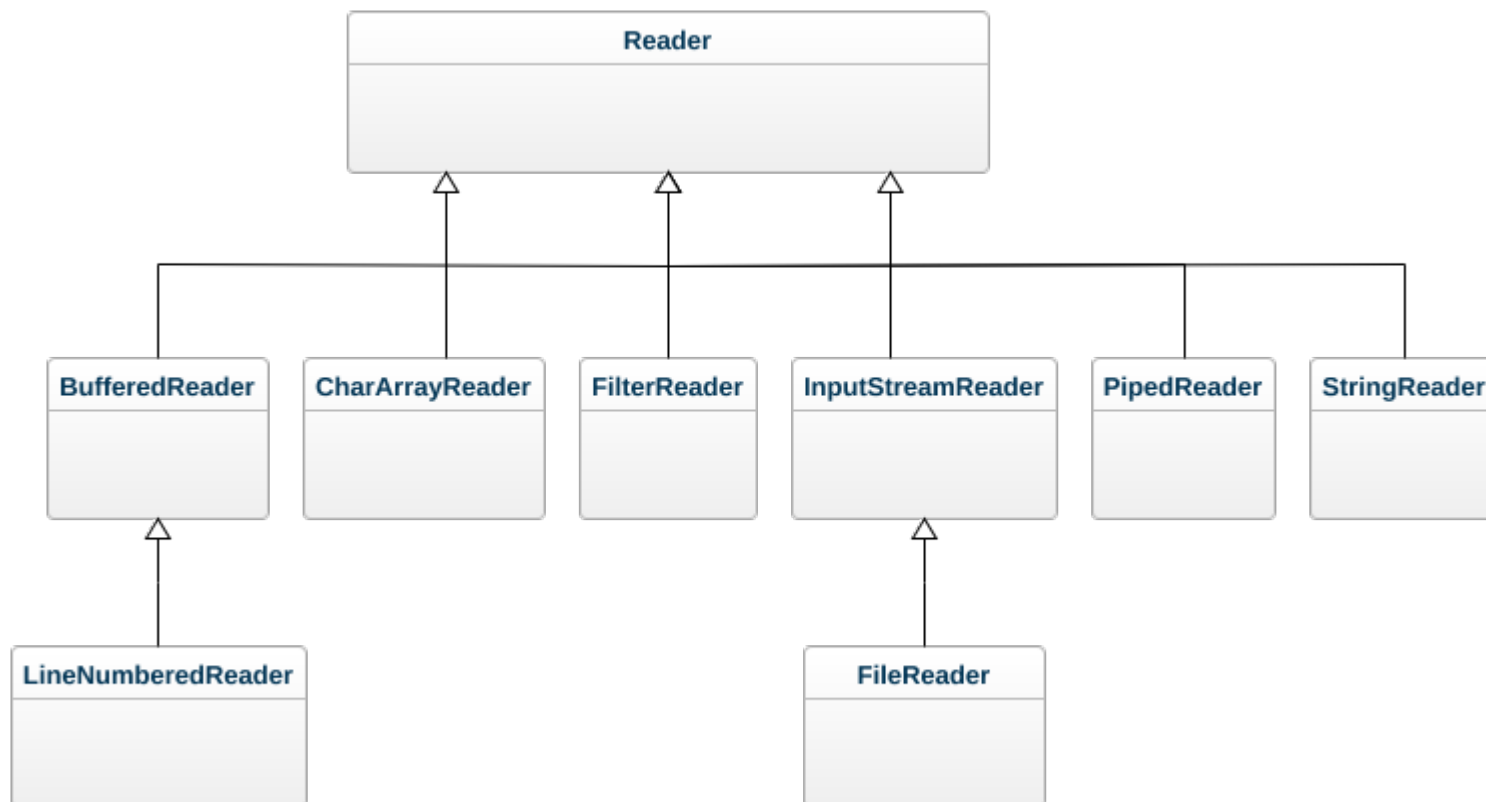 Reader
BufferedReader
CharArrayReader
FilterReader
InputStreamReader
PipedReader
StringReader
LineNumberedReader
FileReader